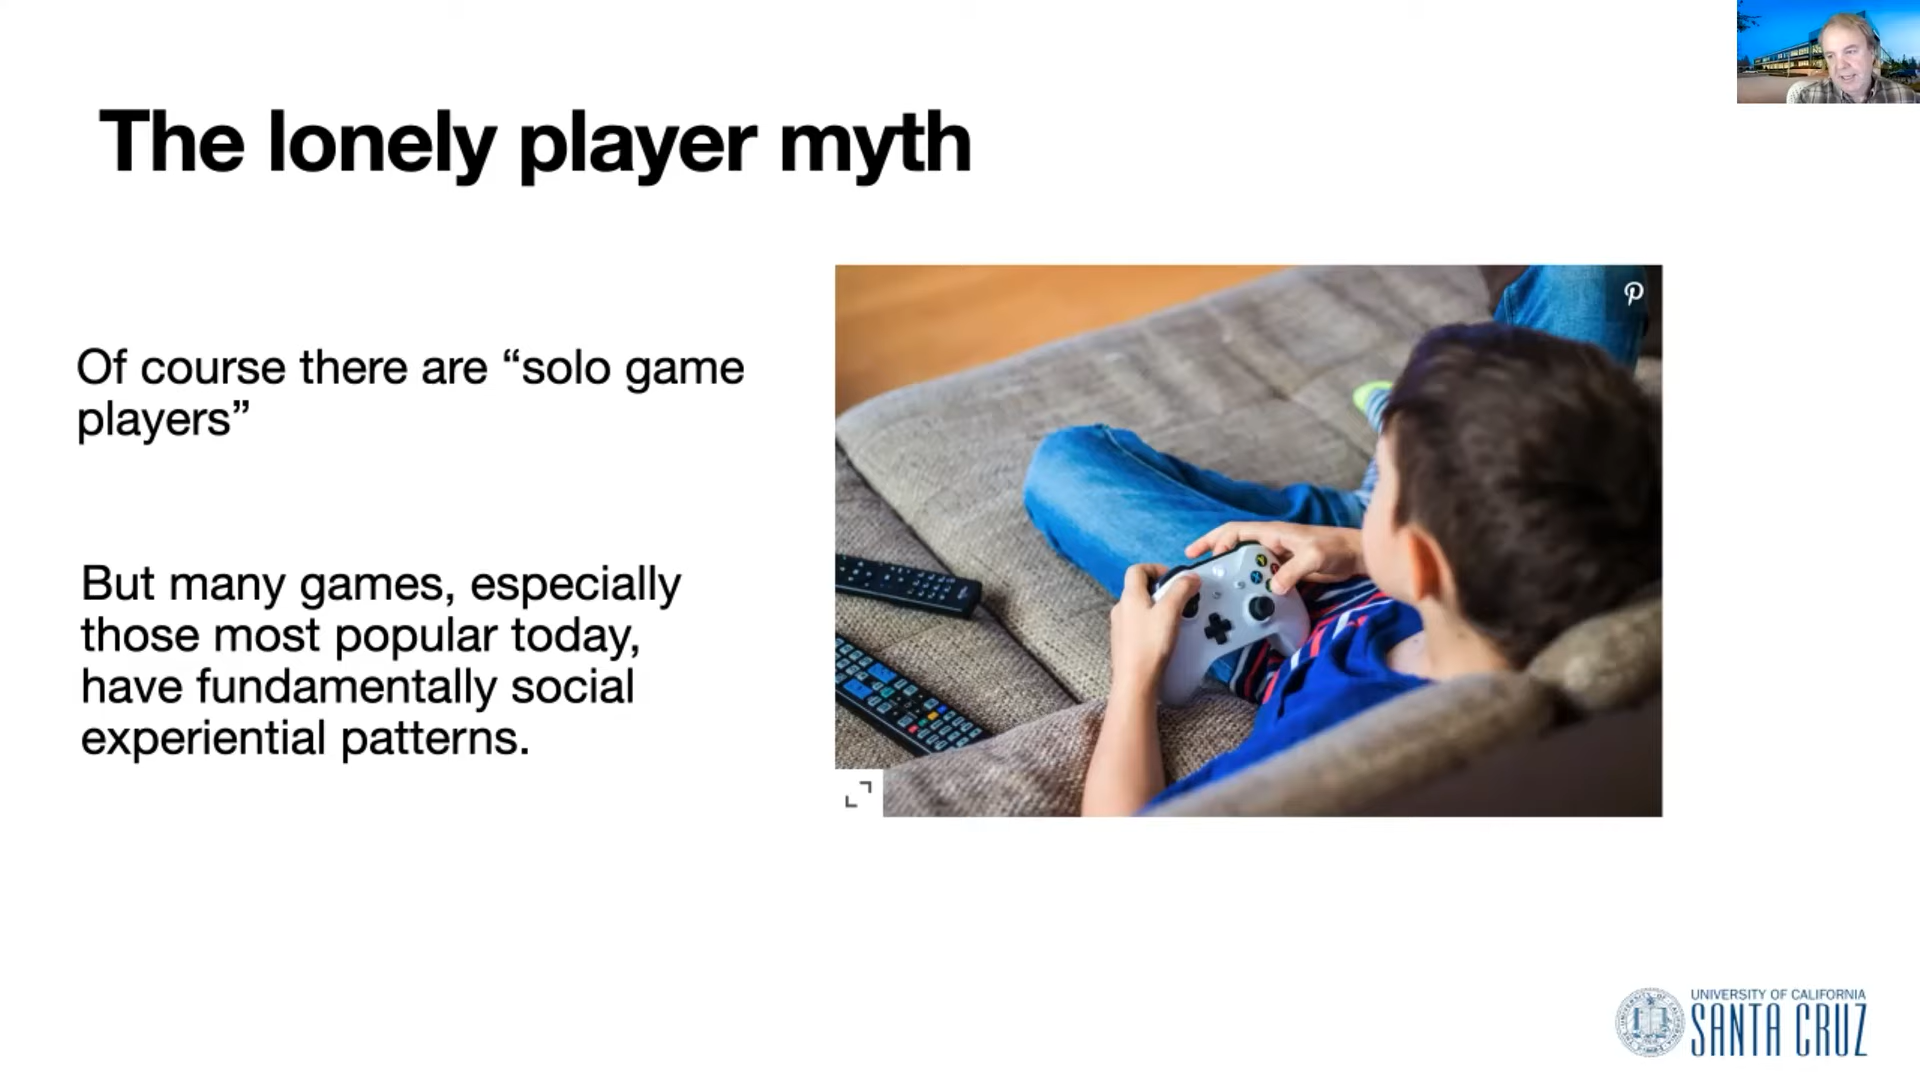 The lonely player myth
Of course there are “solo game
players”
But many games, especially
those most popular today,
have fundamentally social
experiential patterns.
UNIVERSITY OF CALIFORNIA
SANTA CRUZ